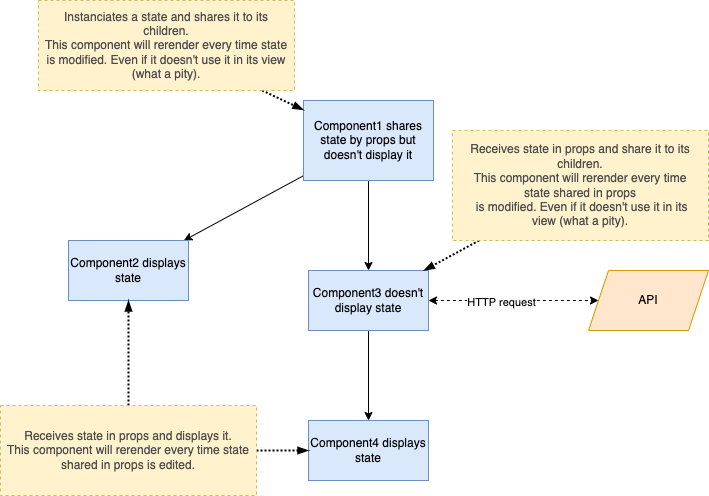 Instanciates a state and shares it to its
children.
This component will rerender every time state
is modified. Even if it doesn't use it in its view
(what a pity).
Component1 shares
state by props but
doesn't display it
Receives state in props and share it to its
children.
This component will rerender every time
state shared in props
is modified. Even if it doesn't use it in its
view (what a pity).
Component2 displays
state
Component3 doesn't
display state
HTTP request
API
Receives state in props and displays it.
This component will rerender every time state
shared in props is edited.
Component4 displays
state